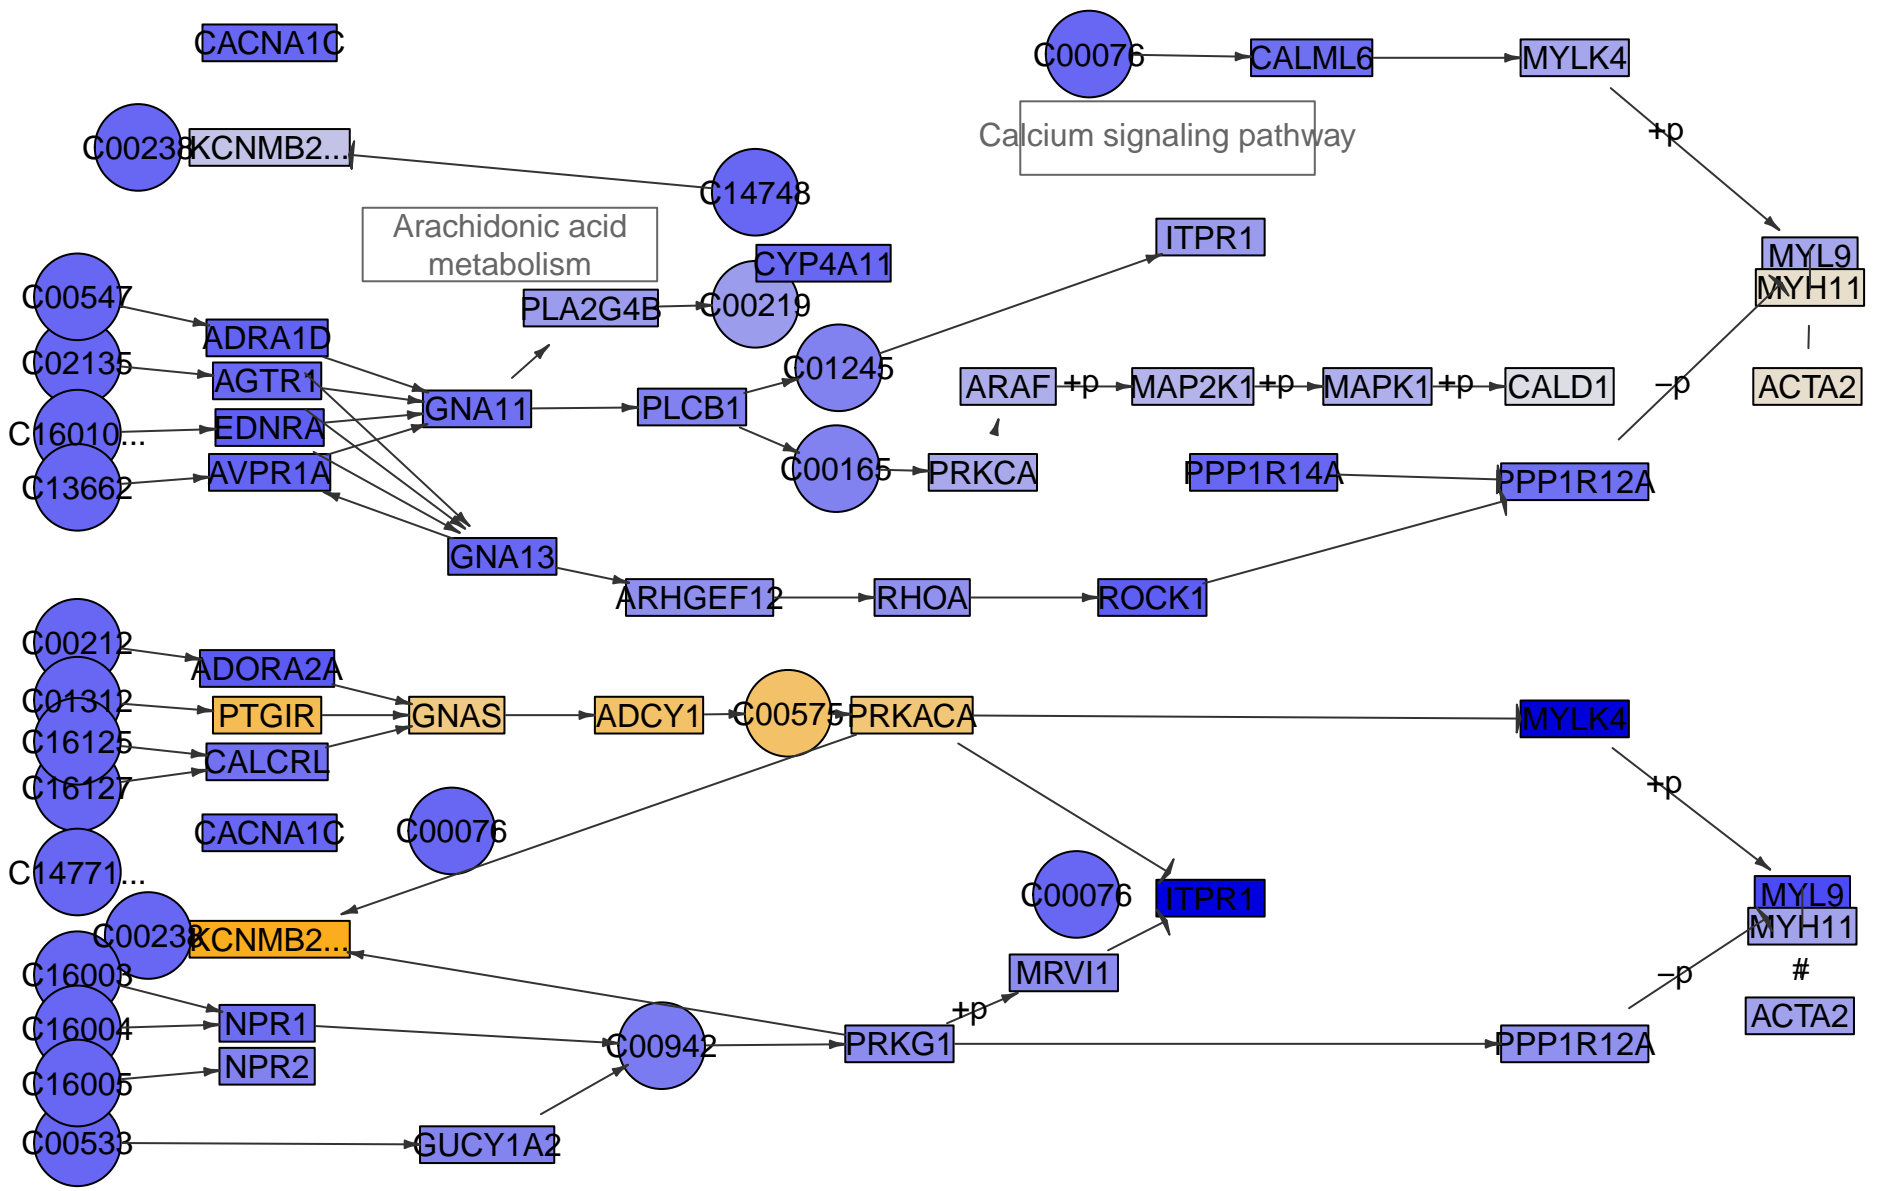 CACNA1C
C00076
CALML6
MYLK4
+p
Calcium signaling pathway
C00238
KCNMB2...
C14748
Arachidonic acid
metabolism
CYP4A11
ITPR1
MYL9
MYH11
C00547
PLA2G4B
C00219
ADRA1D
C02135
AGTR1
C01245
ARAF
+p
MAP2K1
+p
MAPK1
+p
CALD1
–p
ACTA2
GNA11
PLCB1
C16010...
EDNRA
C13662
AVPR1A
C00165
PRKCA
PPP1R14A
PPP1R12A
GNA13
ARHGEF12
RHOA
ROCK1
C00212
ADORA2A
C01312
PTGIR
GNAS
ADCY1
C00575
PRKACA
MYLK4
C16125
CALCRL
C16127
+p
CACNA1C
C00076
C14771...
C00076
ITPR1
MYL9
MYH11
C00238
KCNMB2...
C16003
MRVI1
–p
#
+p
C16004
NPR1
ACTA2
C00942
PRKG1
PPP1R12A
NPR2
C16005
C00533
GUCY1A2